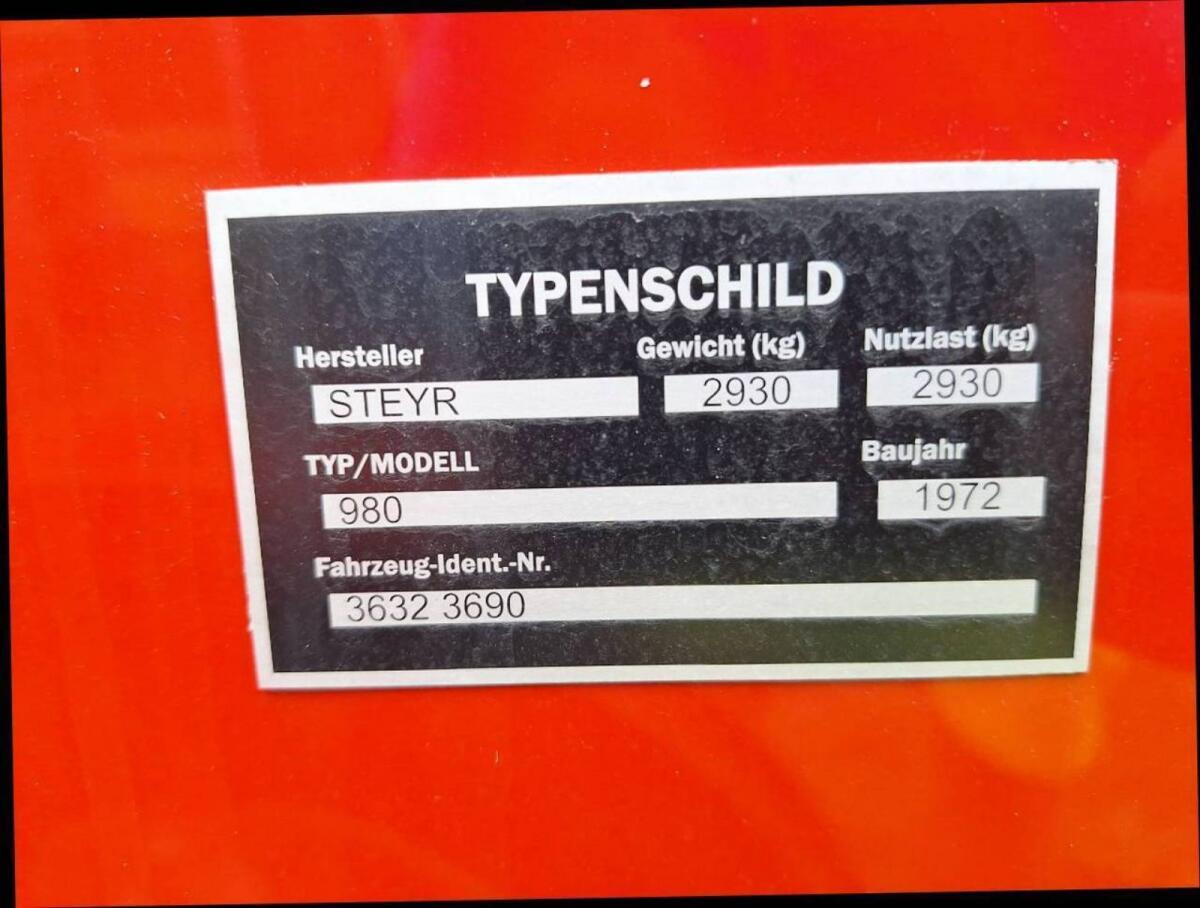 TYPENSCHILD
Hersteller Gewicht (kg) Nutzlast (kg)
STEYR 2930 2930
TYP/MODELL Baujahr
980 1972
Fahrzeug-Ident.-Nr.
3632 3690